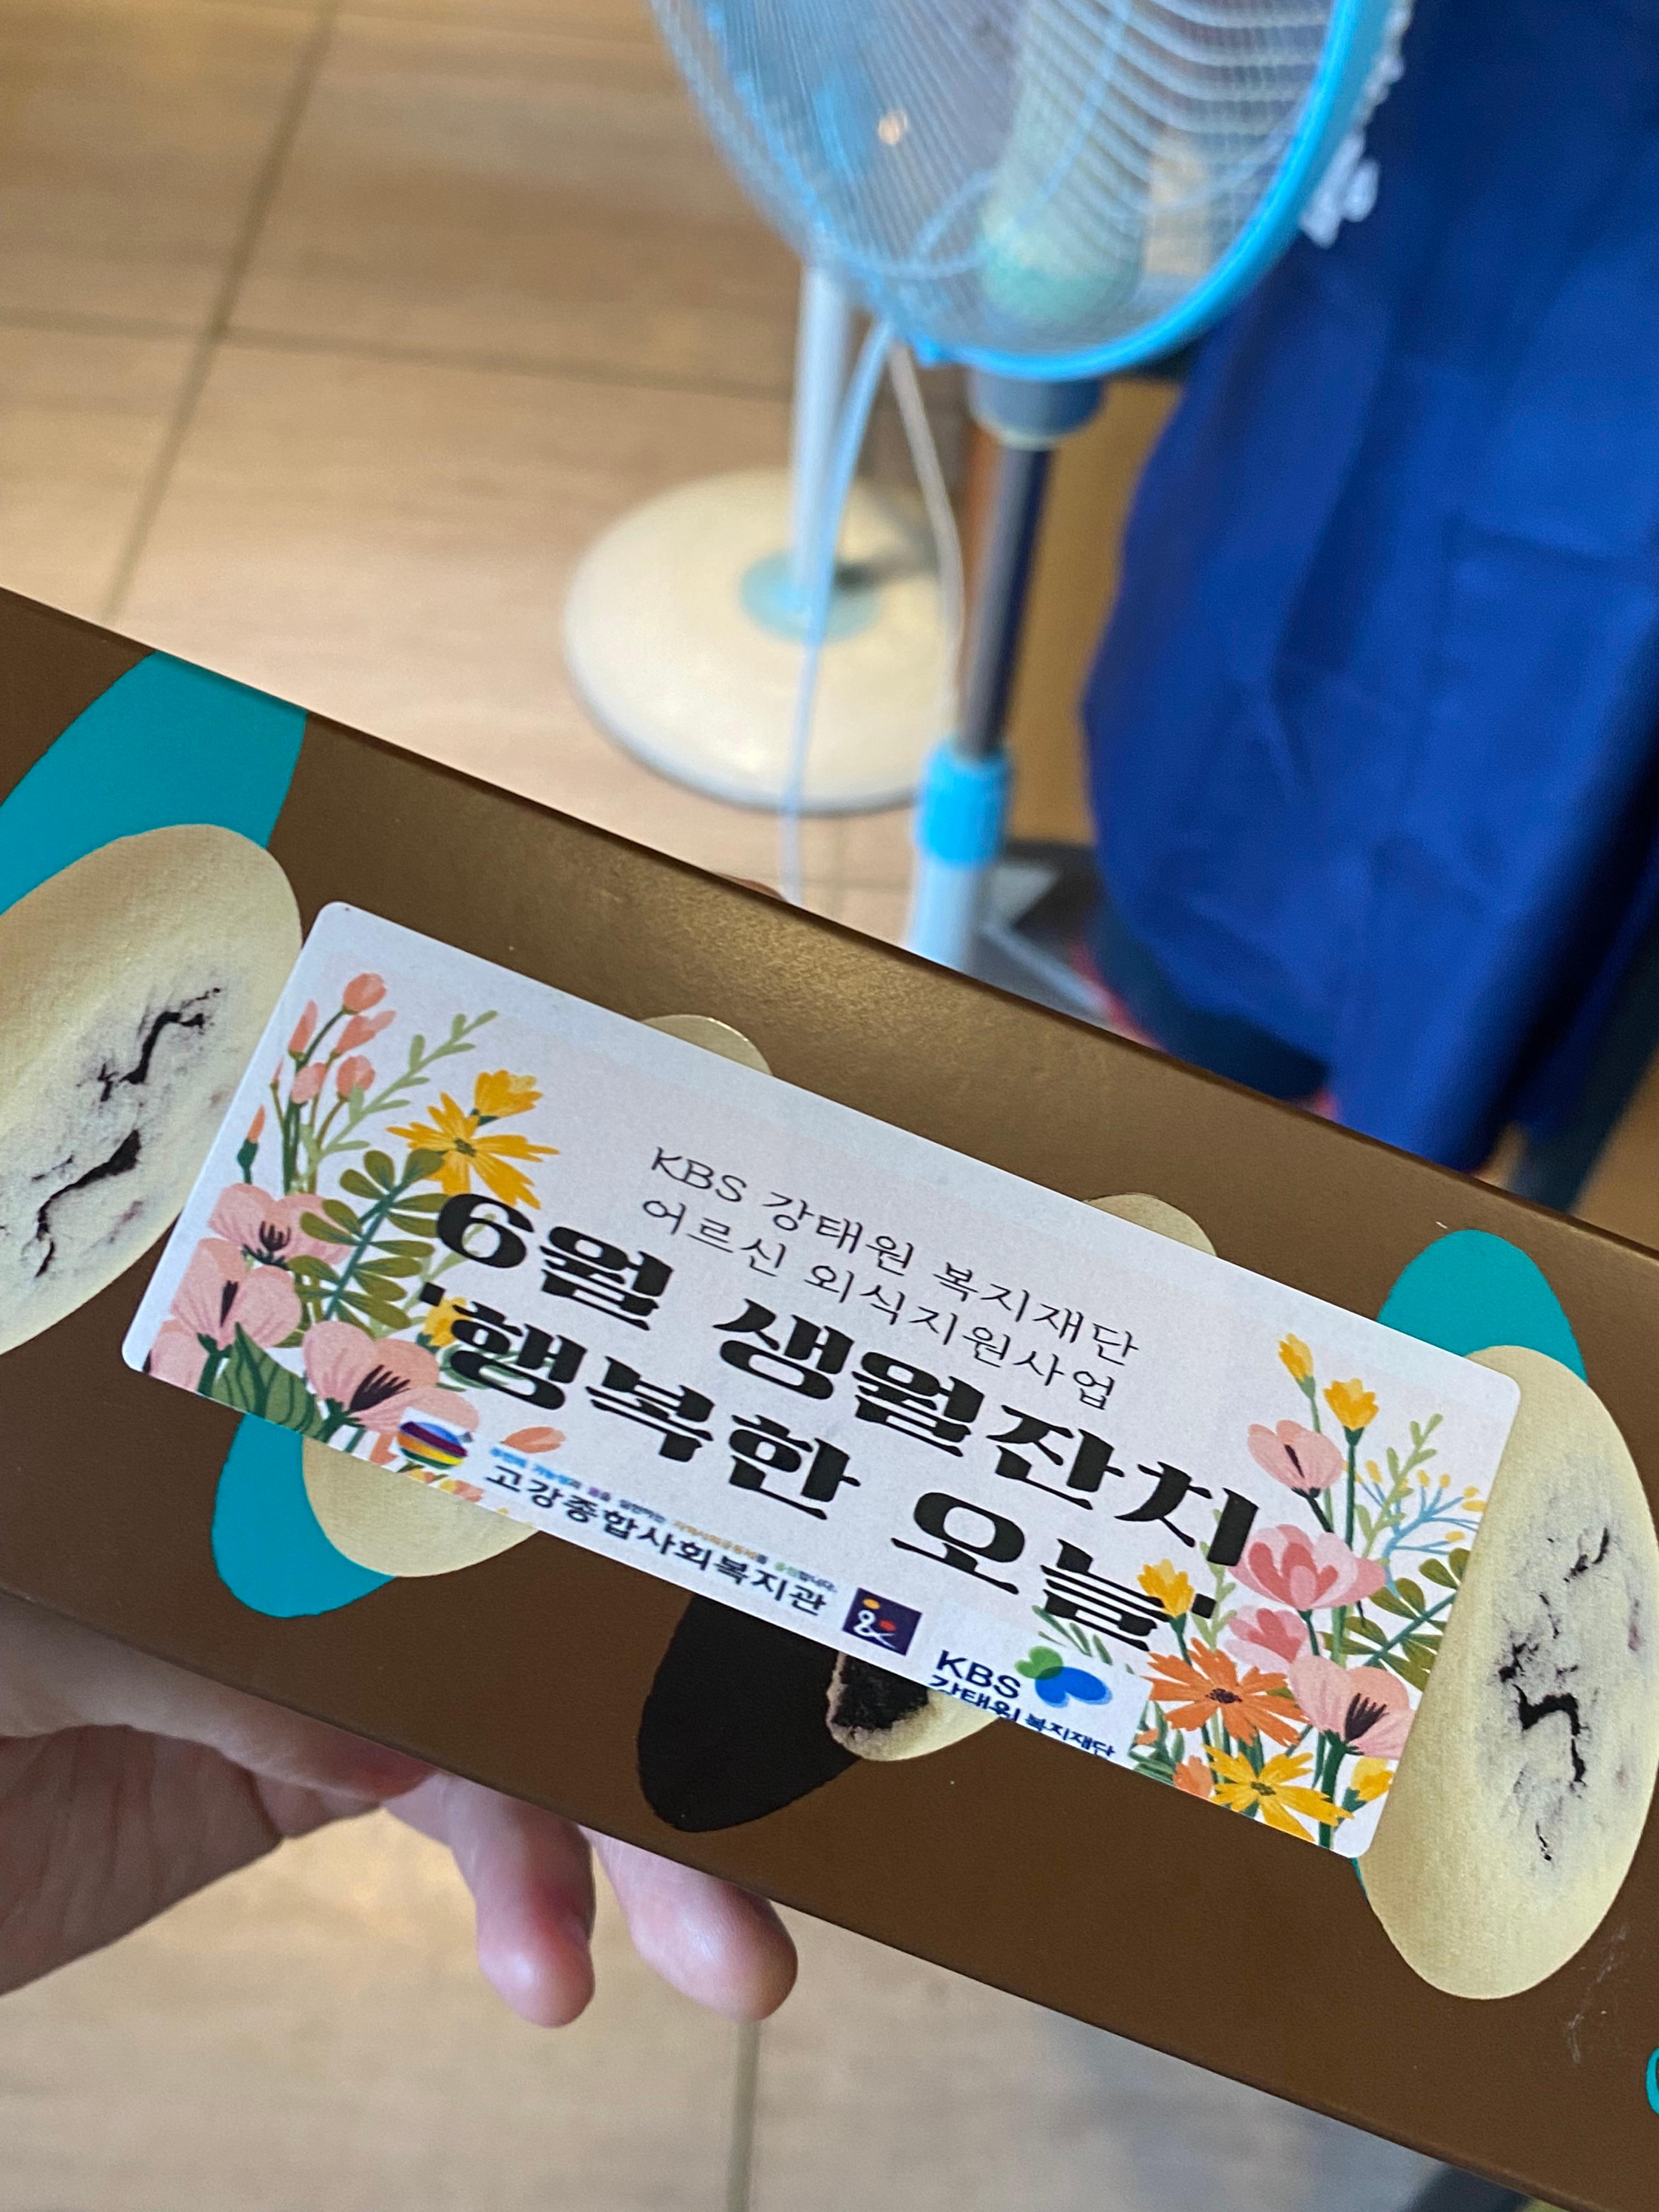 KBS 강태원 복지재단
어르신 외식지원사업
6월 생월잔치
'행복한 오늘'
고강종합사회복지관
KBS
강태원 복지재단